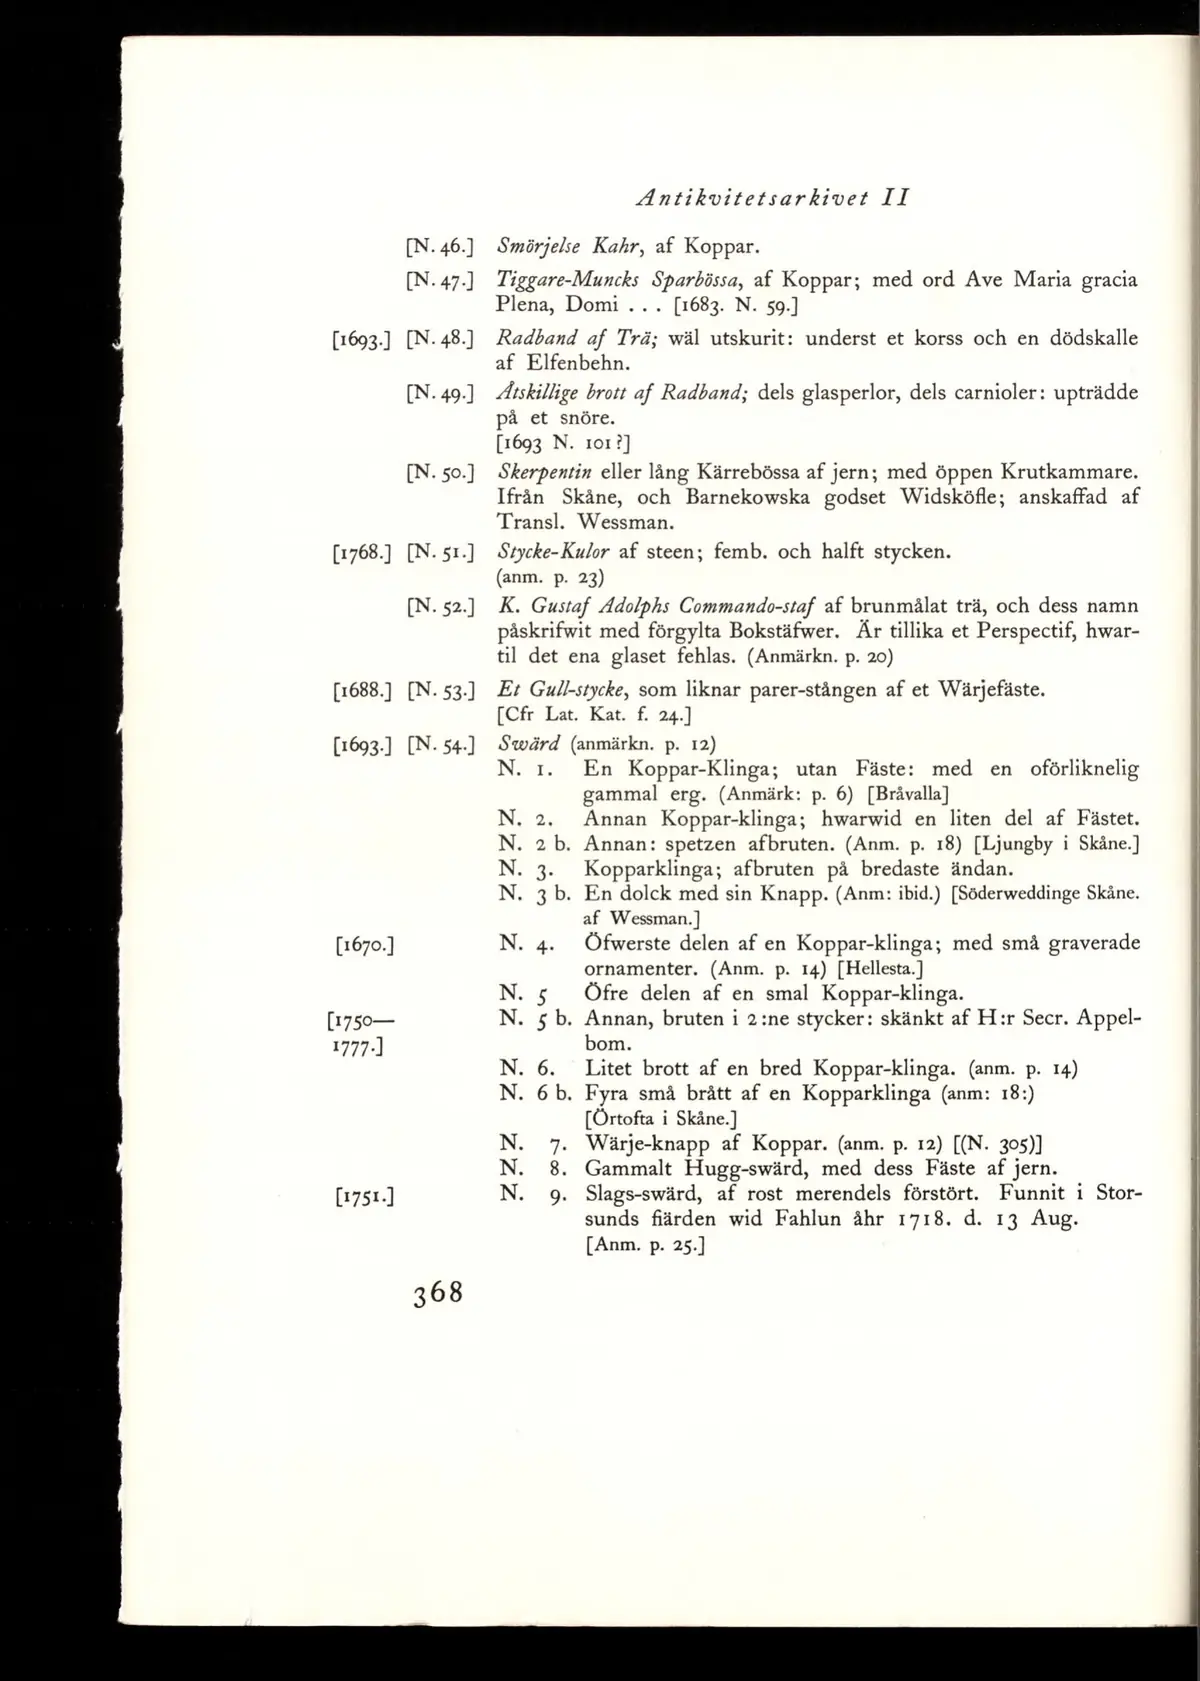 Antikvitetsarkivet II
[N. 46.] Smörjelse Kahr, af Koppar.
[N. 47.] Tiggare-Muncks Sparbössa, af Koppar; med ord Ave Maria gracia
Plena, Domi . . . [1683. N. 59.]
[1693.] [N. 48.] Radband af Trä; wäl utskurit: underst et korss och en dödskalle
af Elfenbehn.
[N. 49.] Åtskillige brott af Radband; dels glasperlor, dels carnioler: upträdde
på et snöre.
[1693 N. 101?]
[N. 50.] Skerpentin eller lång Kärrebössa af jern; med öppen Krutkammare.
Ifrån Skåne, och Barnekowska godset Widsköfle; anskaffad af
Transl. Wessman.
[1768.] [N. 51.] Stycke-Kulor af steen; femb. och halft stycken.
(anm. p. 23)
[N. 52.] K. Gustaf Adolphs Commando-staf af brunmålat trä, och dess namn
påskrifwit med förgylta Bokstäfwer. Är tillika et Perspectif, hwar-
til det ena glaset fehlas. (Anmärkn. p. 20)
[1688.] [N. 53.] Et Gull-stycke, som liknar parer-stången af et Wärjefäste.
[Cfr Lat. Kat. f. 24.]
[1693.] [N. 54.] Swärd (anmärkn. p. 12)
N. 1. En Koppar-Klinga; utan Fäste: med en oförliknelig
gammal erg. (Anmärk: p. 6) [Bråvalla]
N. 2. Annan Koppar-klinga; hwarwid en liten del af Fästet.
N. 2 b. Annan: spetzen afbruten. (Anm. p. 18) [Ljungby i Skåne.]
N. 3. Kopparklinga; afbruten på bredaste ändan.
N. 3 b. En dolck med sin Knapp. (Anm: ibid.) [Söderweddinge Skåne.
af Wessman.]
[1670.] N. 4. Öfwerste delen af en Koppar-klinga; med små graverade
ornamenter. (Anm. p. 14) [Hellesta.]
N. 5 Öfre delen af en smal Koppar-klinga.
[1750— N. 5 b. Annan, bruten i 2:ne stycker: skänkt af H:r Secr. Appel-
1777.] bom.
N. 6. Litet brott af en bred Koppar-klinga. (anm. p. 14)
N. 6 b. Fyra små brått af en Kopparklinga (anm: 18:)
[Örtofta i Skåne.]
N. 7. Wärje-knapp af Koppar. (anm. p. 12) [(N. 305)]
N. 8. Gammalt Hugg-swärd, med dess Fäste af jern.
[1751.] N. 9. Slags-swärd, af rost merendels förstört. Funnit i Stor-
sunds fiärden wid Fahlun åhr 1718. d. 13 Aug.
[Anm. p. 25.]
368